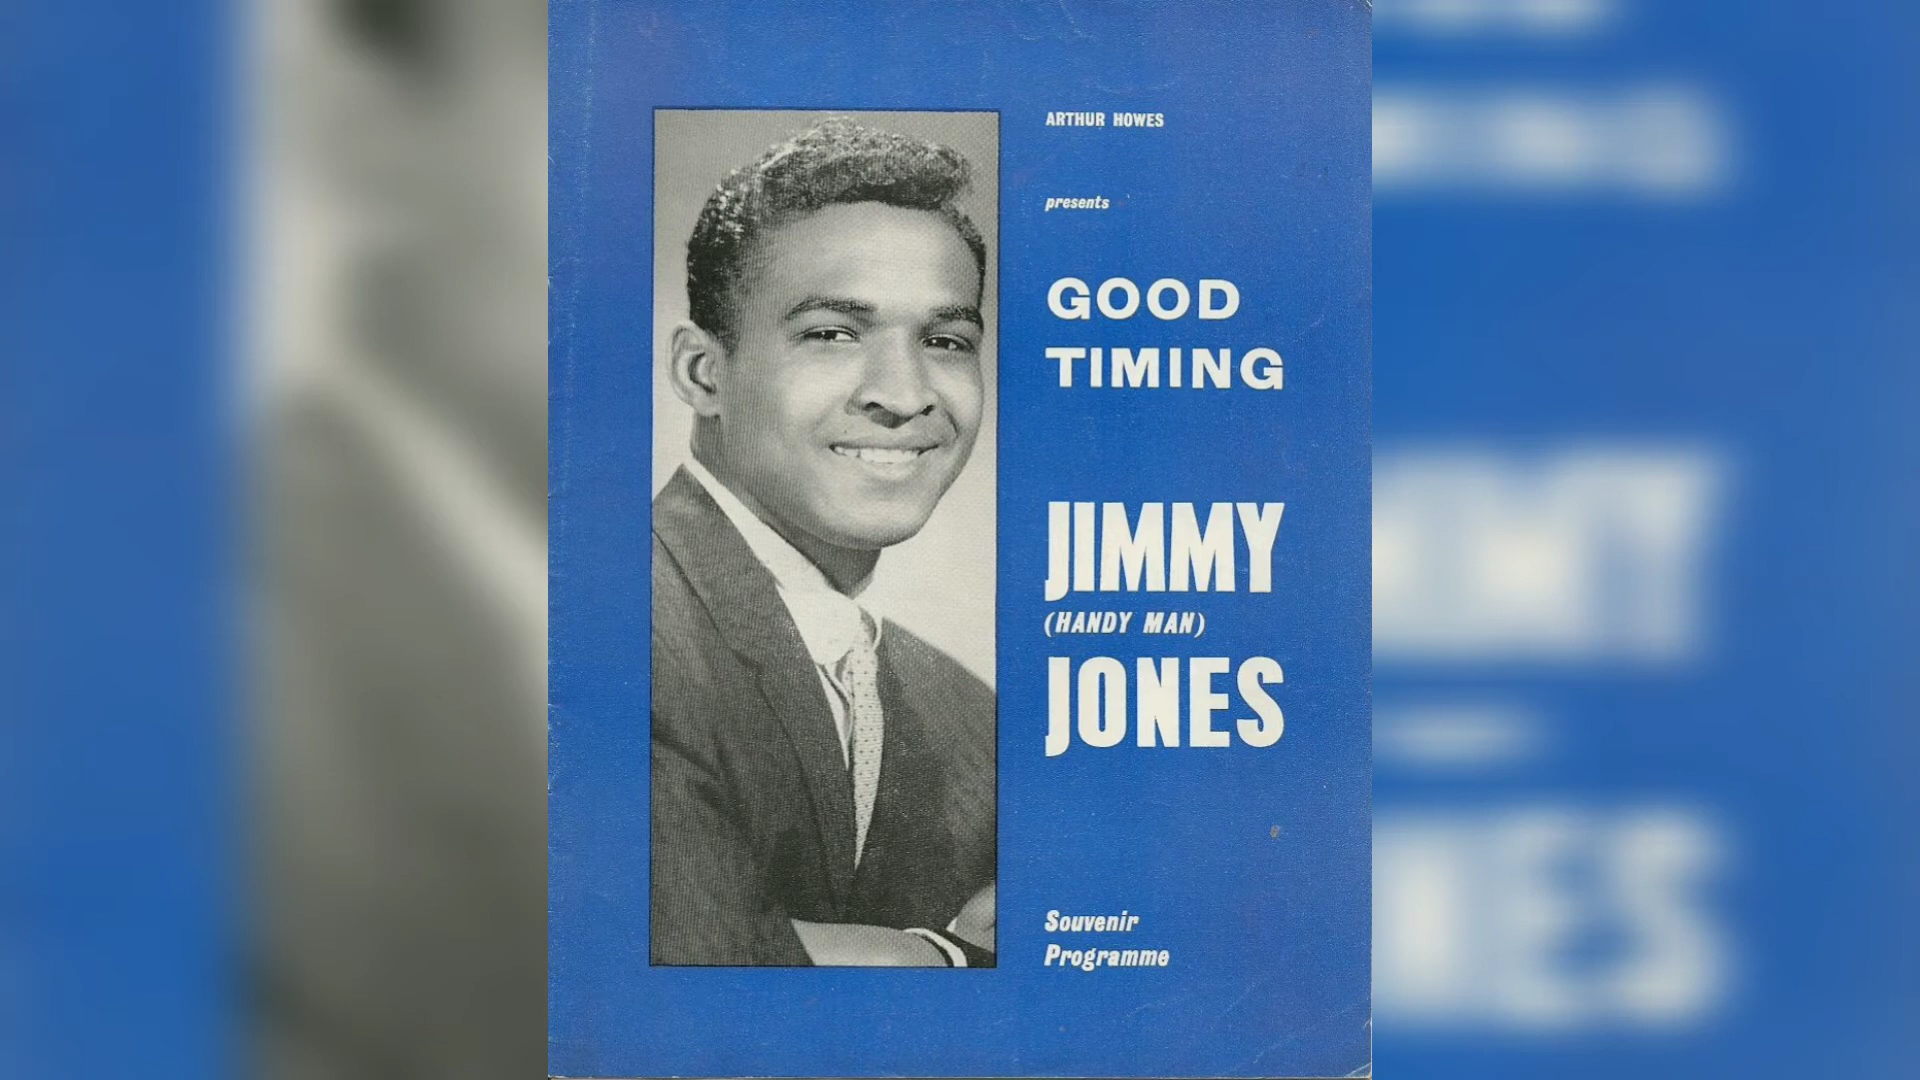 ARTHUR HOWES
presents
GOOD
TIMING
JIMMY
(HANDY MAN)
JONES
Souvenir
Programme